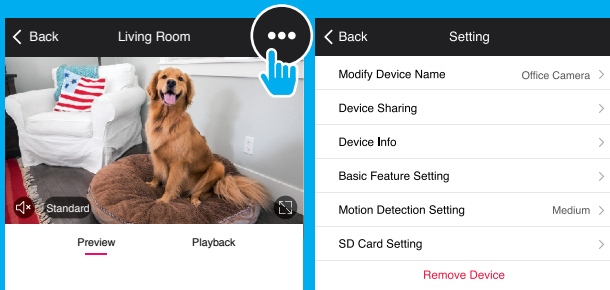 Back
Living Room
Standard
Preview
Playback
Back
Setting
Modify Device Name
Office Camera
Device Sharing
Device Info
Basic Feature Setting
Motion Detection Setting
Medium
SD Card Setting
Remove Device